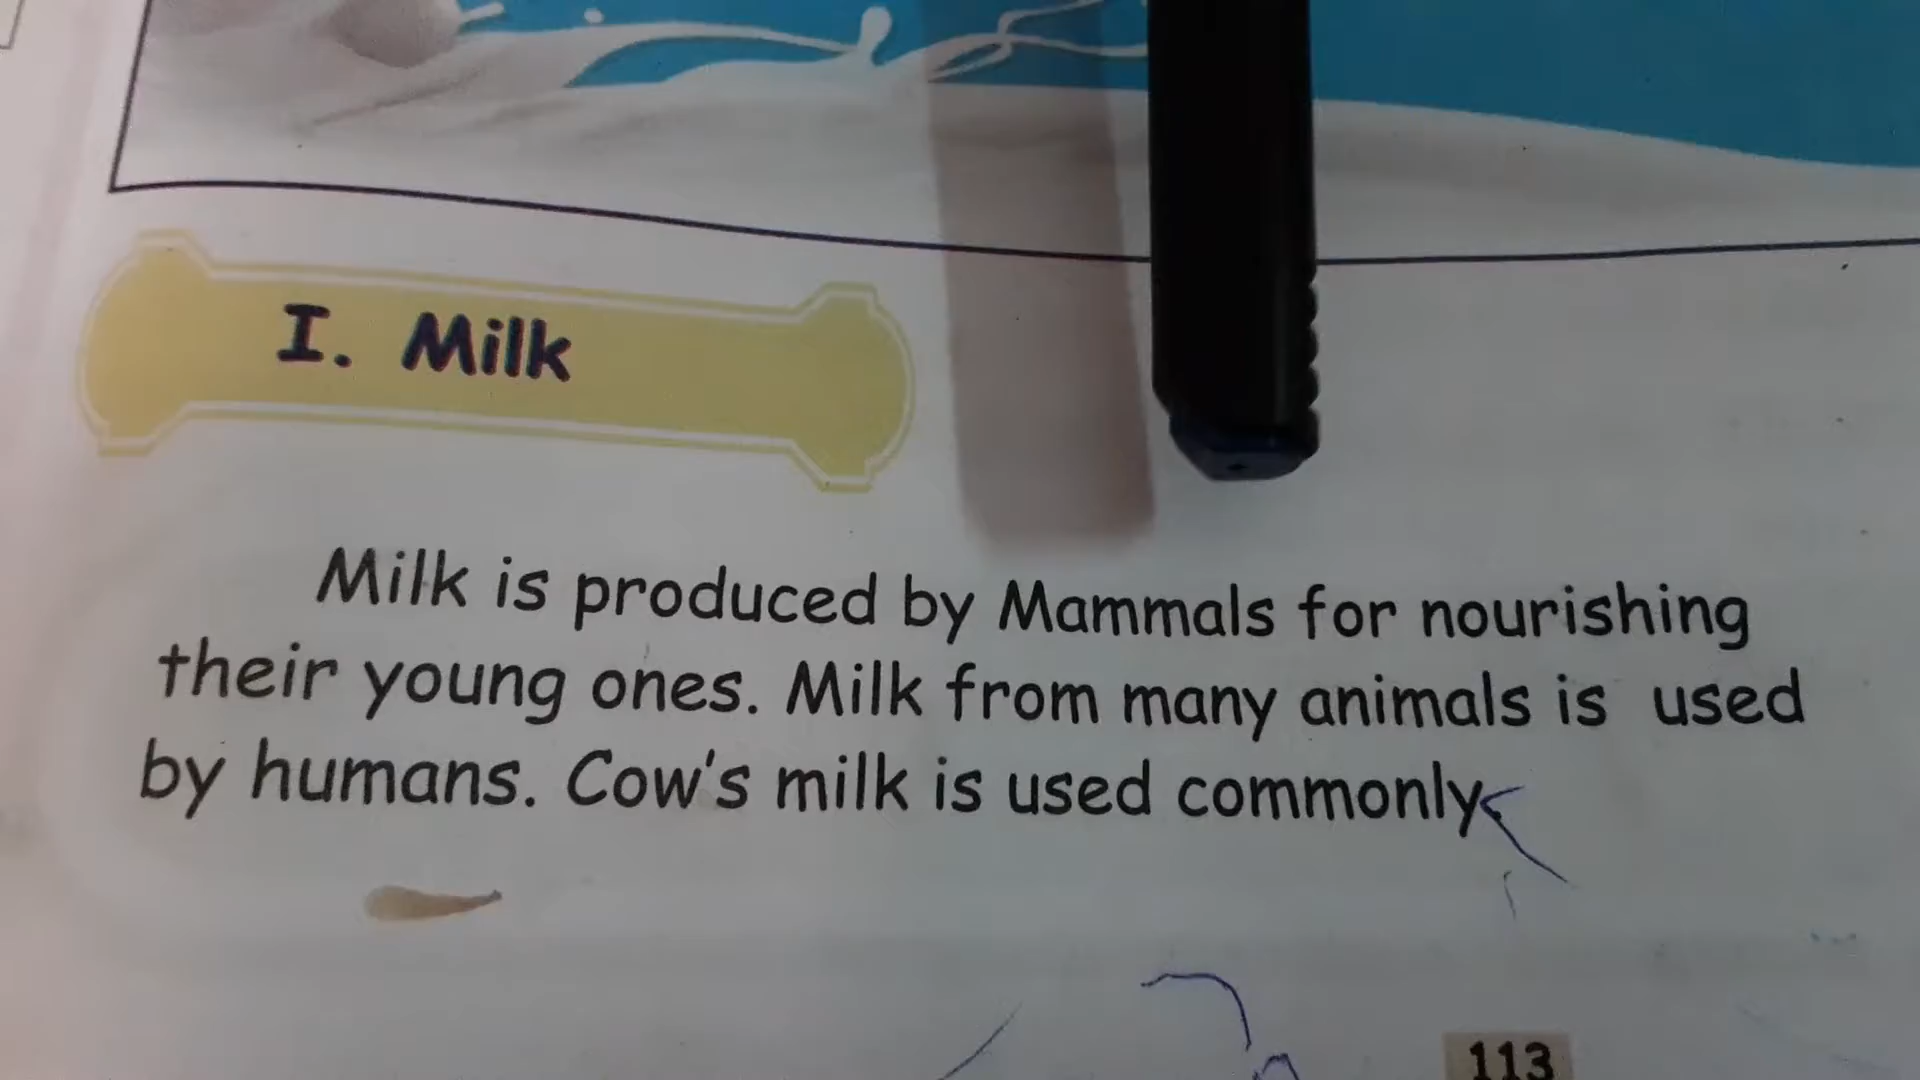 I. Milk
Milk is produced by Mammals for nourishing
their young ones. Milk from many animals is used
by humans. Cow's milk is used commonly.
113